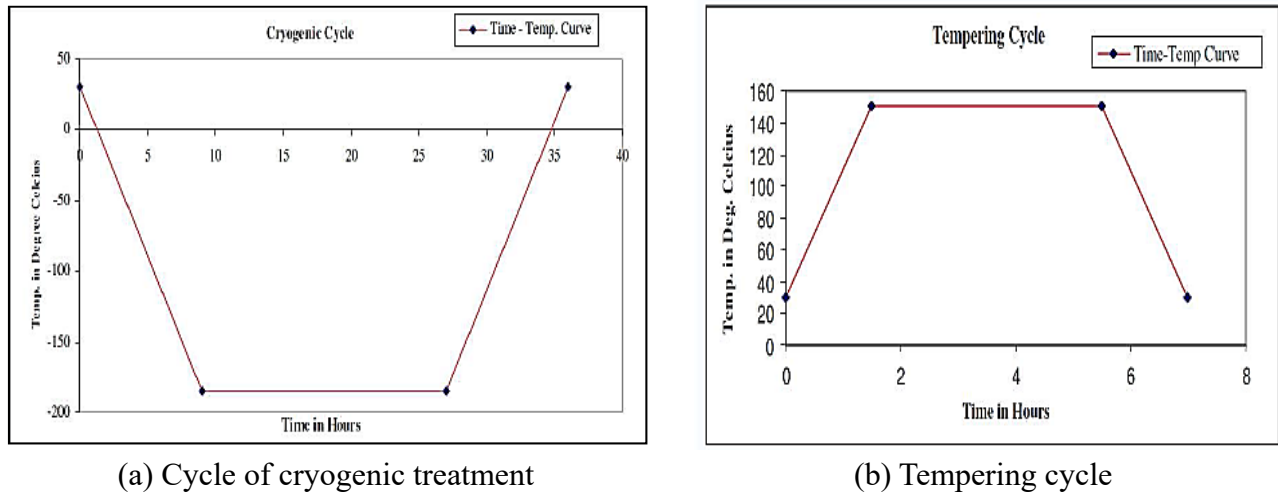 Cryogenic Cycle
Time - Temp. Curve
50
0
-50
-100
-150
-200
0 5 10 15 20 25 30 35 40
Temp. in Degree Celcius
Time in Hours
(a) Cycle of cryogenic treatment
Tempering Cycle
Time-Temp Curve
160
140
120
100
80
60
40
20
0
0 2 4 6 8
Temp. in Deg. Celcius
Time in Hours
(b) Tempering cycle